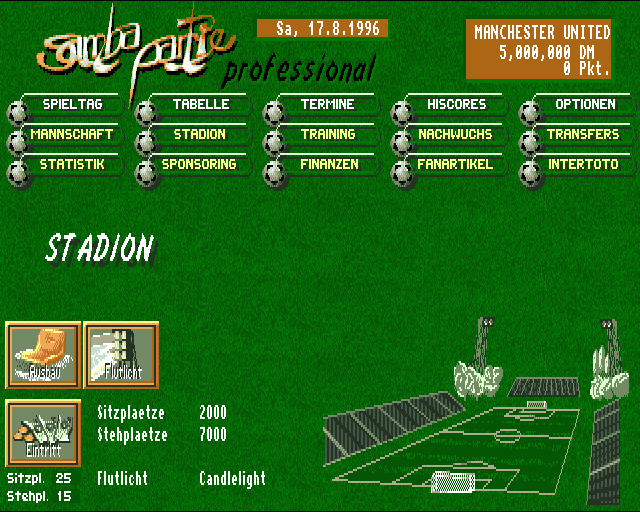 Samba Partie
professional
Sa, 17.8.1996
MANCHESTER UNITED
5,000,000 DM
0 Pkt.
SPIELTAG TABELLE TERMINE HISCORES OPTIONEN
MANNSCHAFT STADION TRAINING NACHWUCHS TRANSFERS
STATISTIK SPONSORING FINANZEN FANARTIKEL INTERTOTO
STADION
Ausbau Flutlicht
Eintritt
Sitzplaetze 2000
Stehplaetze 7000
Flutlicht Candlelight
Sitzpl. 25
Stehpl. 15